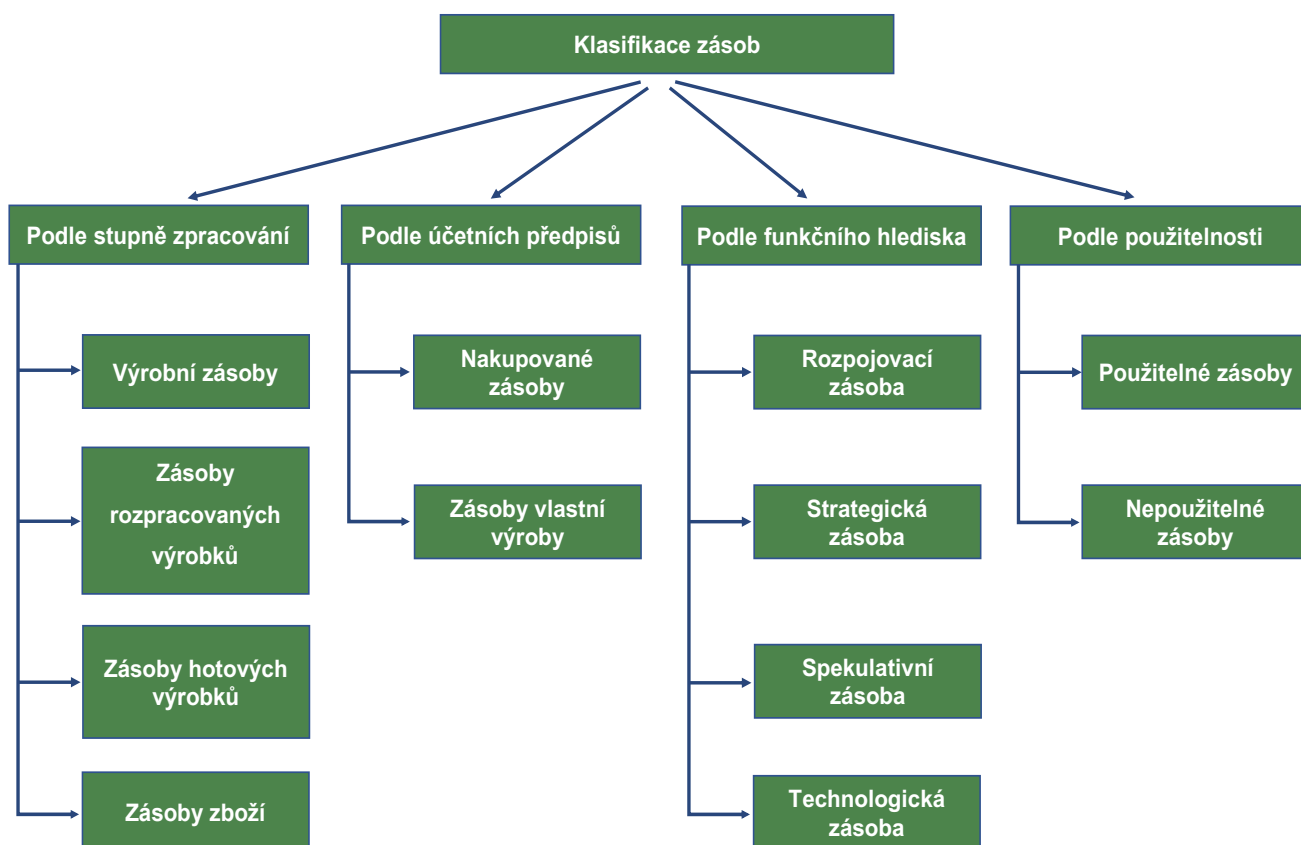 Klasifikace zásob
Podle stupně zpracování
Výrobní zásoby
Zásoby
rozpracovaných
výrobků
Zásoby hotových
výrobků
Zásoby zboží
Podle účetních předpisů
Nakupované
zásoby
Zásoby vlastní
výroby
Podle funkčního hlediska
Rozpojovací
zásoba
Strategická
zásoba
Spekulativní
zásoba
Technologická
zásoba
Podle použitelnosti
Použitelné zásoby
Nepoužitelné
zásoby